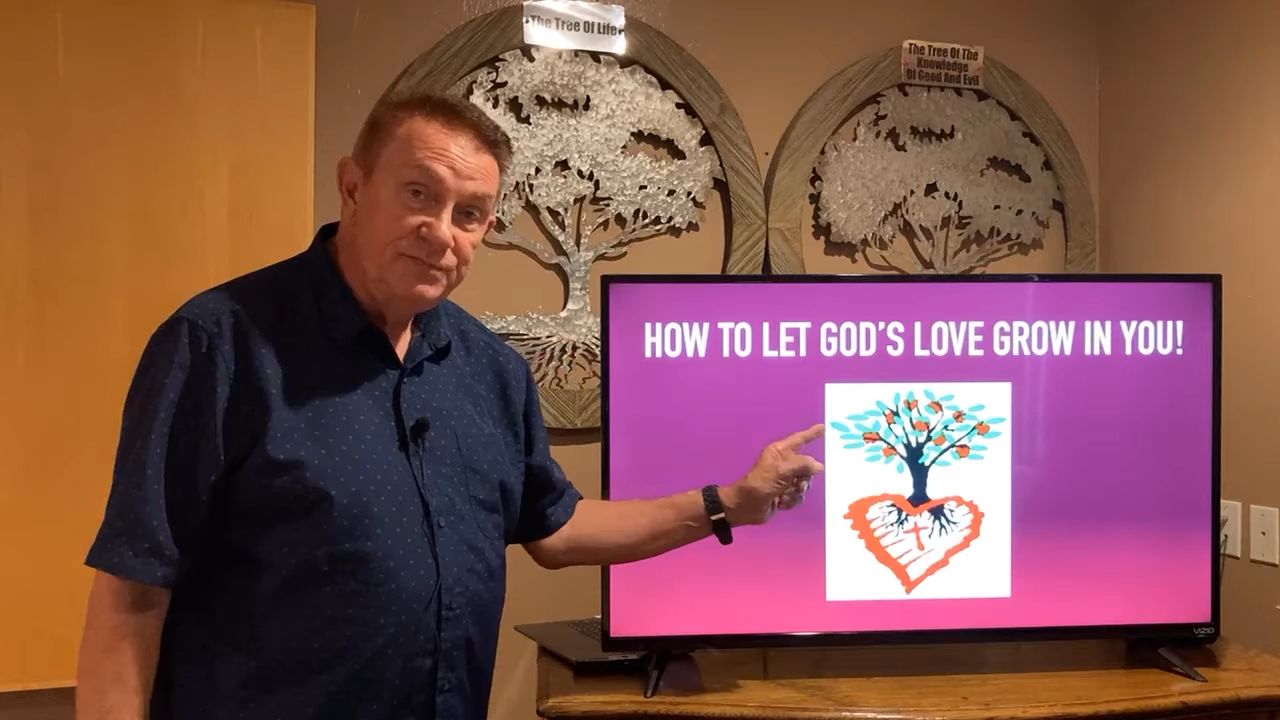 The Tree Of Life
The Tree Of The
Knowledge
Of Good And Evil
HOW TO LET GOD'S LOVE GROW IN YOU!
VIZIO